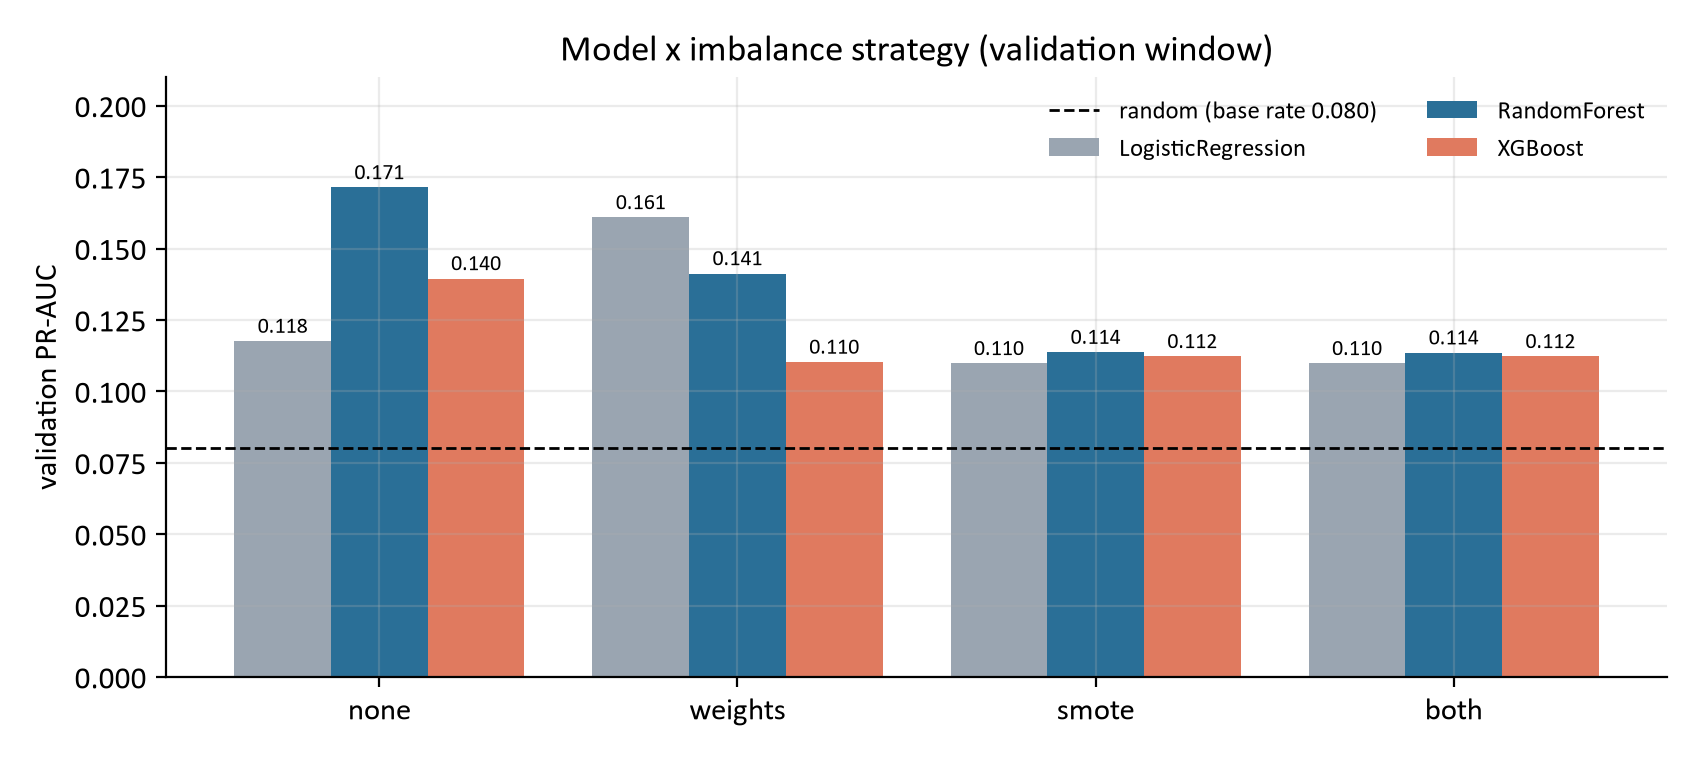 Model x imbalance strategy (validation window)
random (base rate 0.080)
LogisticRegression
RandomForest
XGBoost
validation PR-AUC
0.200
0.175
0.150
0.125
0.100
0.075
0.050
0.025
0.000
0.118
0.171
0.140
0.161
0.141
0.110
0.110
0.114
0.112
0.110
0.114
0.112
none
weights
smote
both